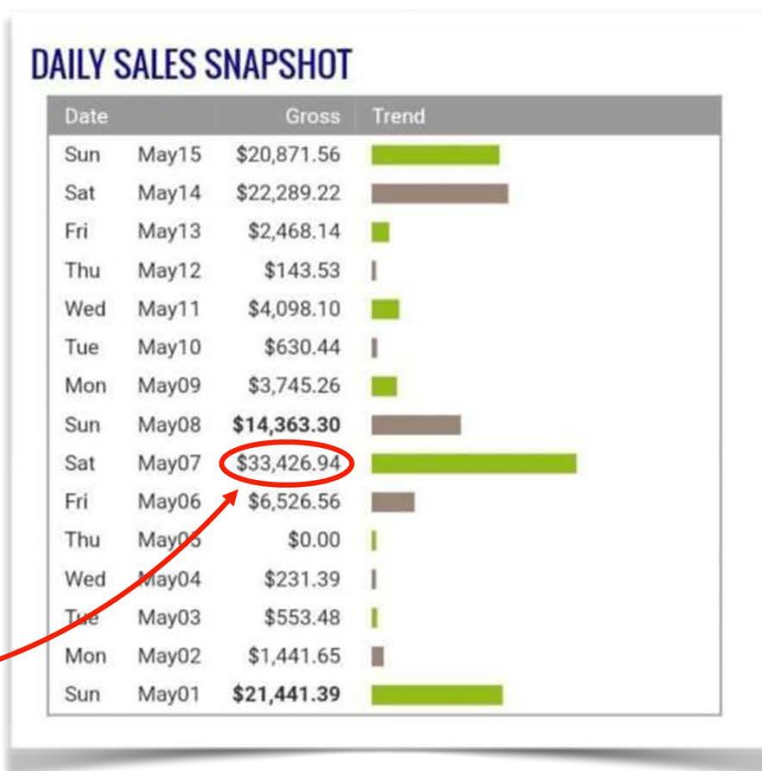 DAILY SALES SNAPSHOT
Date Gross Trend
Sun May15 $20,871.56
Sat May14 $22,289.22
Fri May13 $2,468.14
Thu May12 $143.53
Wed May11 $4,098.10
Tue May10 $630.44
Mon May09 $3,745.26
Sun May08 $14,363.30
Sat May07 $33,426.94
Fri May06 $6,526.56
Thu May05 $0.00
Wed May04 $231.39
Tue May03 $553.48
Mon May02 $1,441.65
Sun May01 $21,441.39